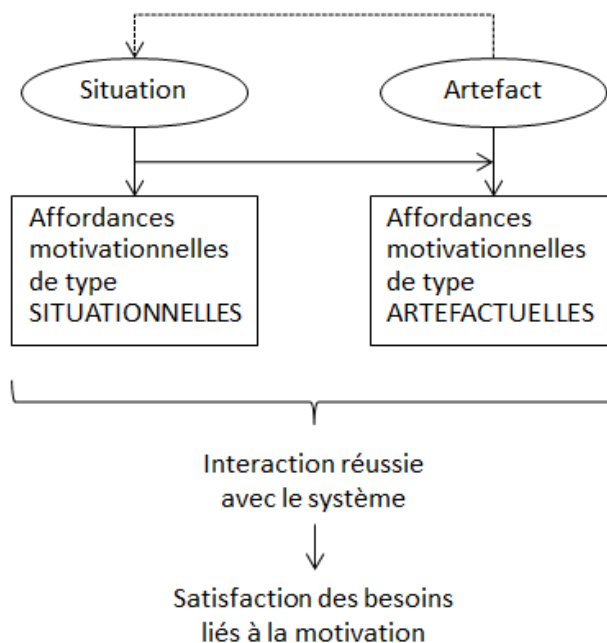 Situation
Artefact
Affordances
motivationnelles
de type
SITUATIONNELLES
Affordances
motivationnelles
de type
ARTEFACTUELLES
Interaction réussie
avec le système
Satisfaction des besoins
liés à la motivation